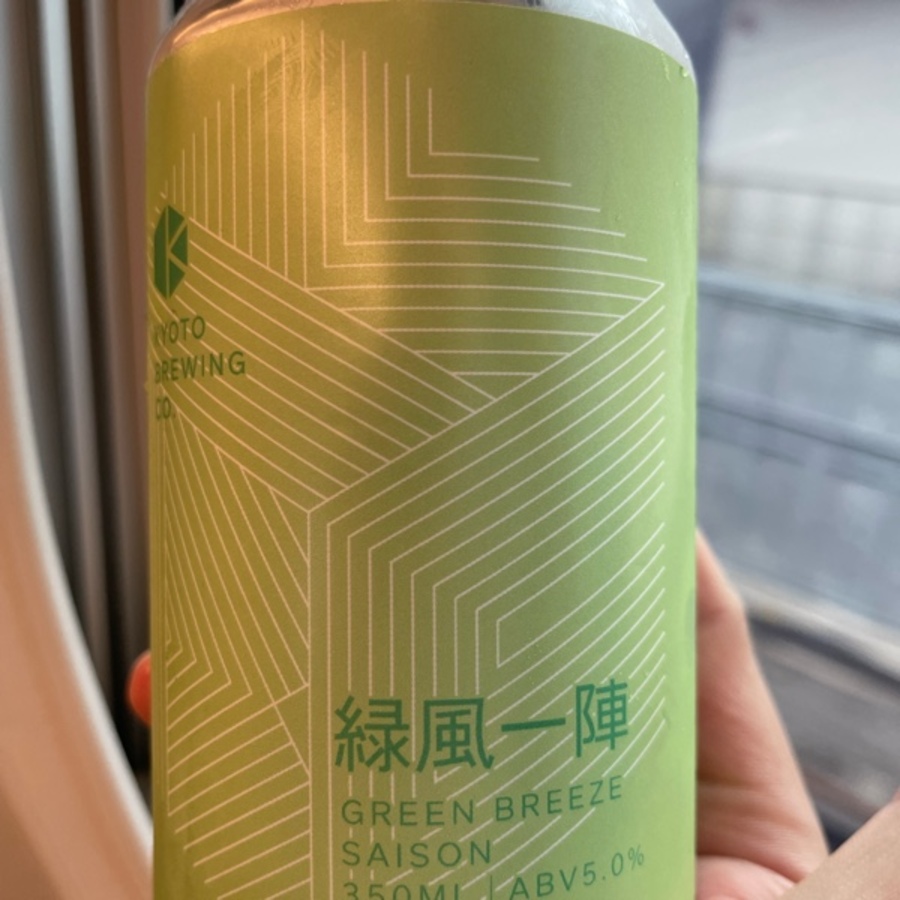 KYOTO
BREWING
CO.
緑風一陣
GREEN BREEZE
SAISON
350ML | ABV5.0%